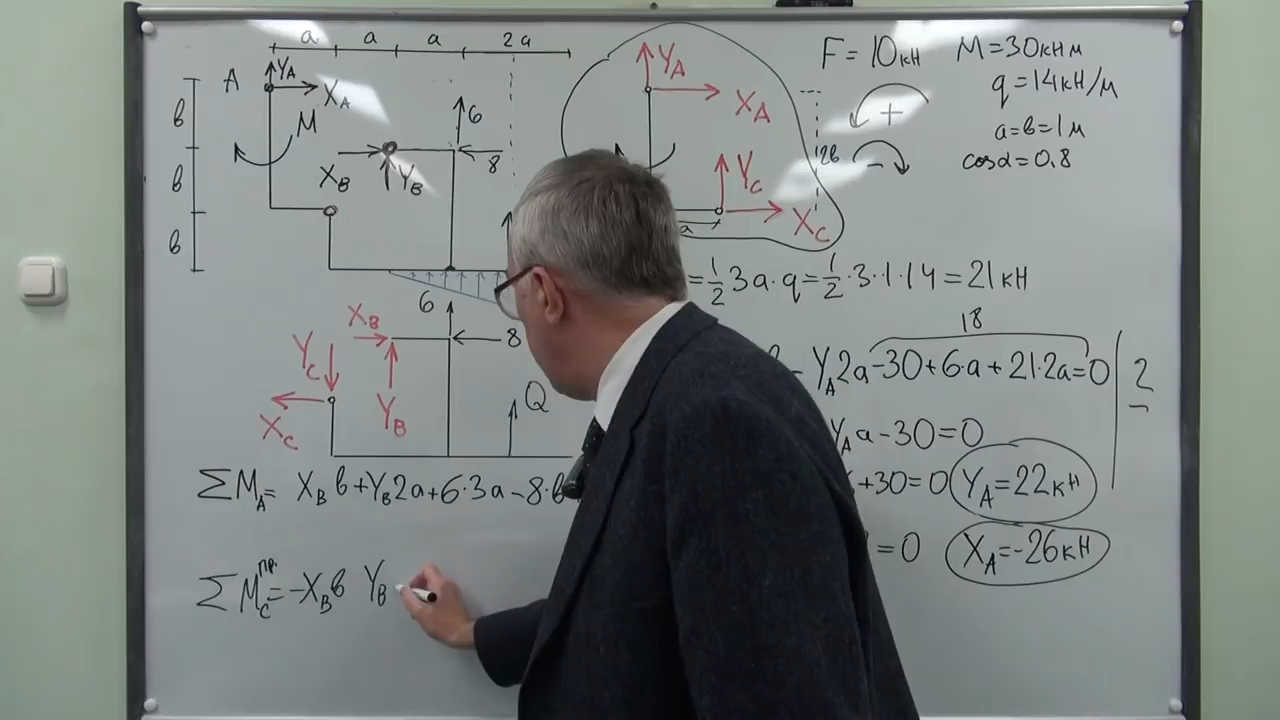 a a a 2a
A Y_A X_A
в
M
в
X_B Y_B
6
8
в
Y_A
X_A
Y_C
X_C
a
2в
+
-
F = 10кН M=30кНм
q=14кН/м
a=в=1м
cosα=0,8
=1/2 3a·q=1/2·3·1·14=21кН
6
X_B 8
Y_C
Y_B
X_C
Q
18
- Y_A 2a-30+6·a+21·2a=0 2
Y_A a-30=0
+30=0 Y_A=22кН
=0 X_A=-26кН
ΣM_A= X_B в+Y_B 2a+6·3a-8·в
ΣM_C^пр.=-X_B в Y_B